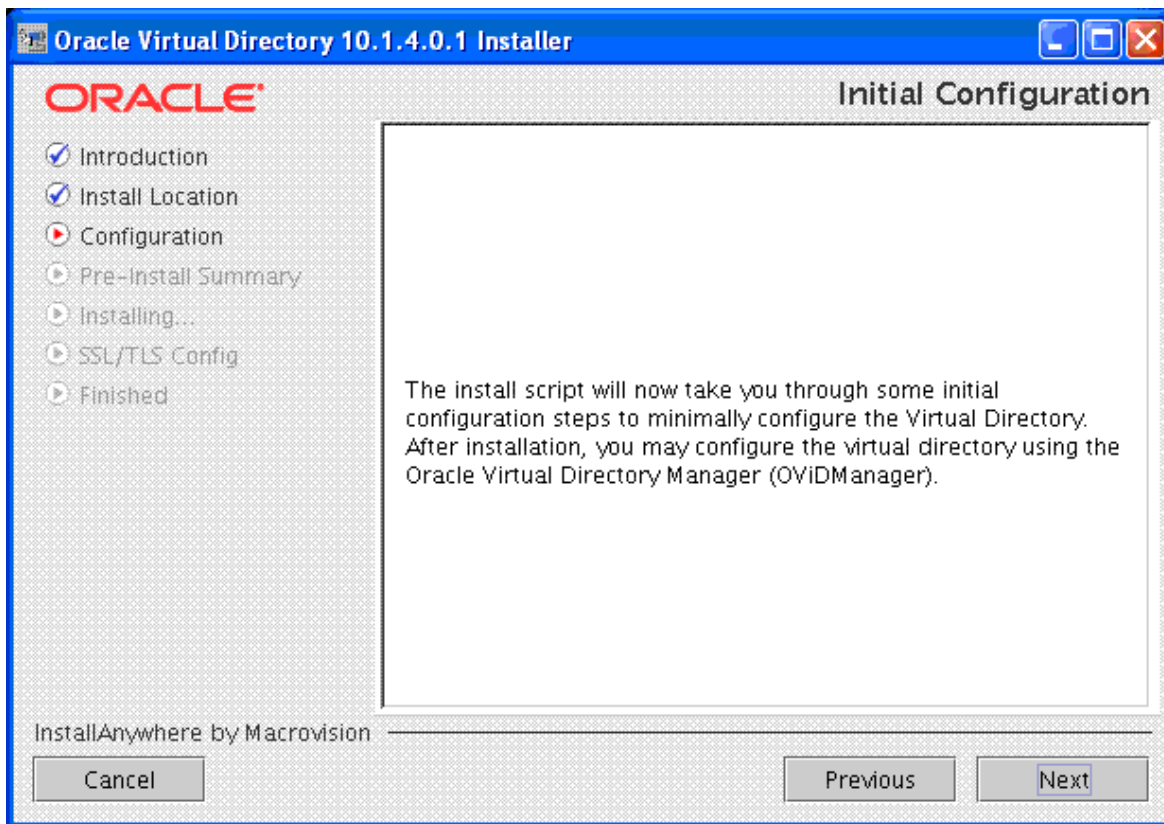 Oracle Virtual Directory 10.1.4.0.1 Installer
ORACLE
Initial Configuration
Introduction
Install Location
Configuration
Pre-Install Summary
Installing...
SSL/TLS Config
Finished
The install script will now take you through some initial
configuration steps to minimally configure the Virtual Directory.
After installation, you may configure the virtual directory using the
Oracle Virtual Directory Manager (OViDManager).
InstallAnywhere by Macrovision
Cancel
Previous
Next